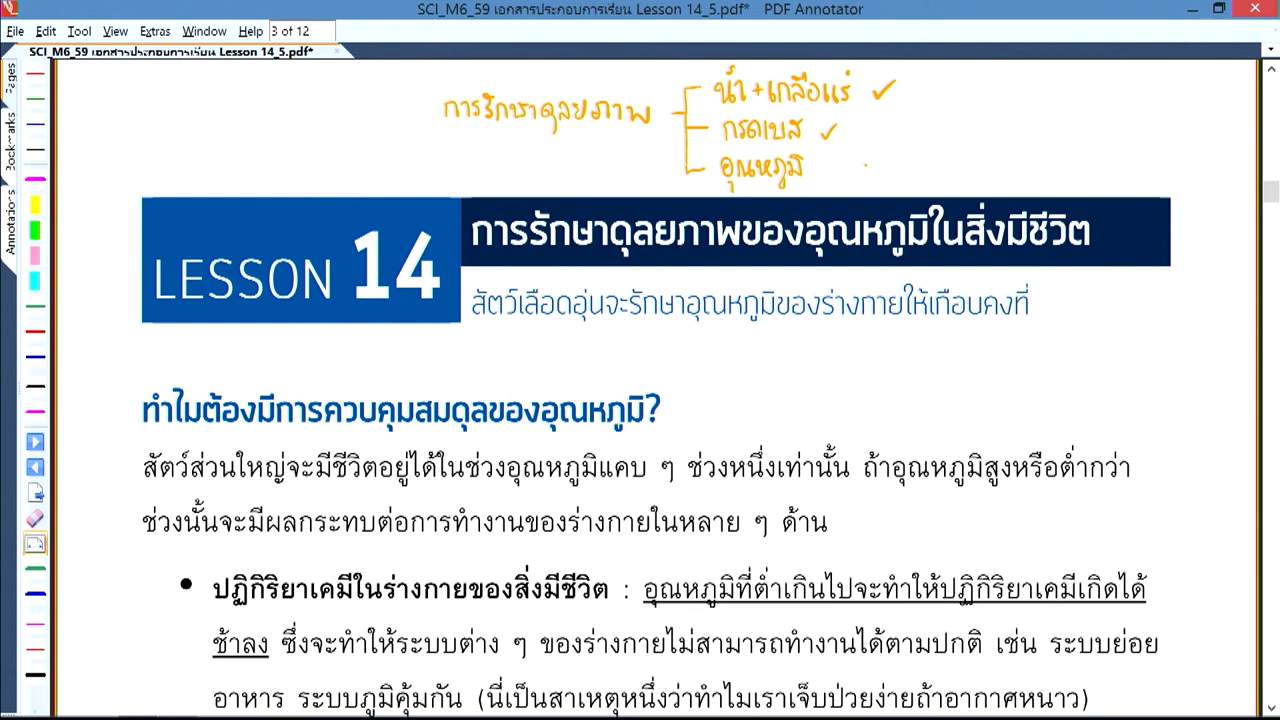 SCI_M6_59 เอกสารประกอบการเรียน Lesson 14_5.pdf* PDF Annotator
File Edit Tool View Extras Window Help 3 of 12
SCI_M6_59 เอกสารประกอบการเรียน Lesson 14_5.pdf*
Pages
Bookmarks
Annotations
การรักษาดุลยภาพ
น้ำ+เกลือแร่ ✓
กรดเบส ✓
อุณหภูมิ
LESSON 14
การรักษาดุลยภาพของอุณหภูมิในสิ่งมีชีวิต
สัตว์เลือดอุ่นจะรักษาอุณหภูมิของร่างกายให้เกือบคงที่
ทำไมต้องมีการควบคุมสมดุลของอุณหภูมิ?
สัตว์ส่วนใหญ่จะมีชีวิตอยู่ได้ในช่วงอุณหภูมิแคบ ๆ ช่วงหนึ่งเท่านั้น ถ้าอุณหภูมิสูงหรือต่ำกว่า
ช่วงนั้นจะมีผลกระทบต่อการทำงานของร่างกายในหลาย ๆ ด้าน
• ปฏิกิริยาเคมีในร่างกายของสิ่งมีชีวิต : อุณหภูมิที่ต่ำเกินไปจะทำให้ปฏิกิริยาเคมีเกิดได้
ช้าลง ซึ่งจะทำให้ระบบต่าง ๆ ของร่างกายไม่สามารถทำงานได้ตามปกติ เช่น ระบบย่อย
อาหาร ระบบภูมิคุ้มกัน (นี่เป็นสาเหตุหนึ่งว่าทำไมเราเจ็บป่วยง่ายถ้าอากาศหนาว)